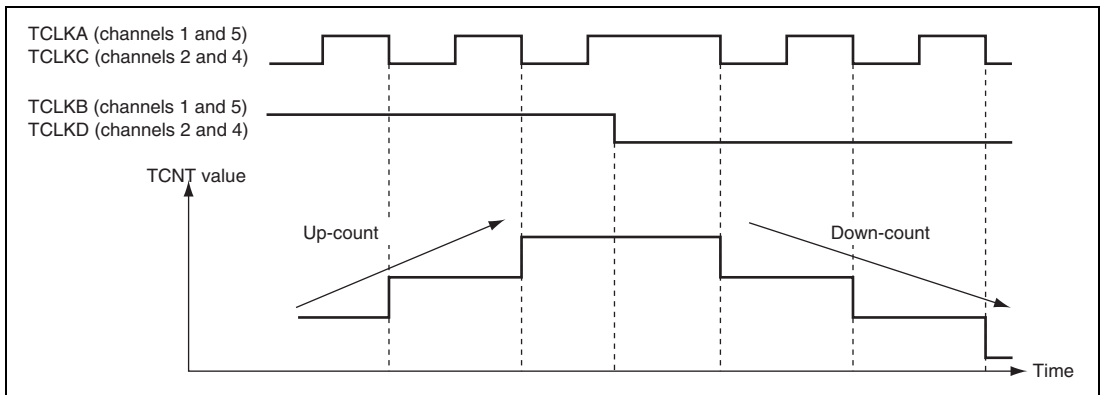 TCLKA (channels 1 and 5)
TCLKC (channels 2 and 4)
TCLKB (channels 1 and 5)
TCLKD (channels 2 and 4)
TCNT value
Up-count
Down-count
Time